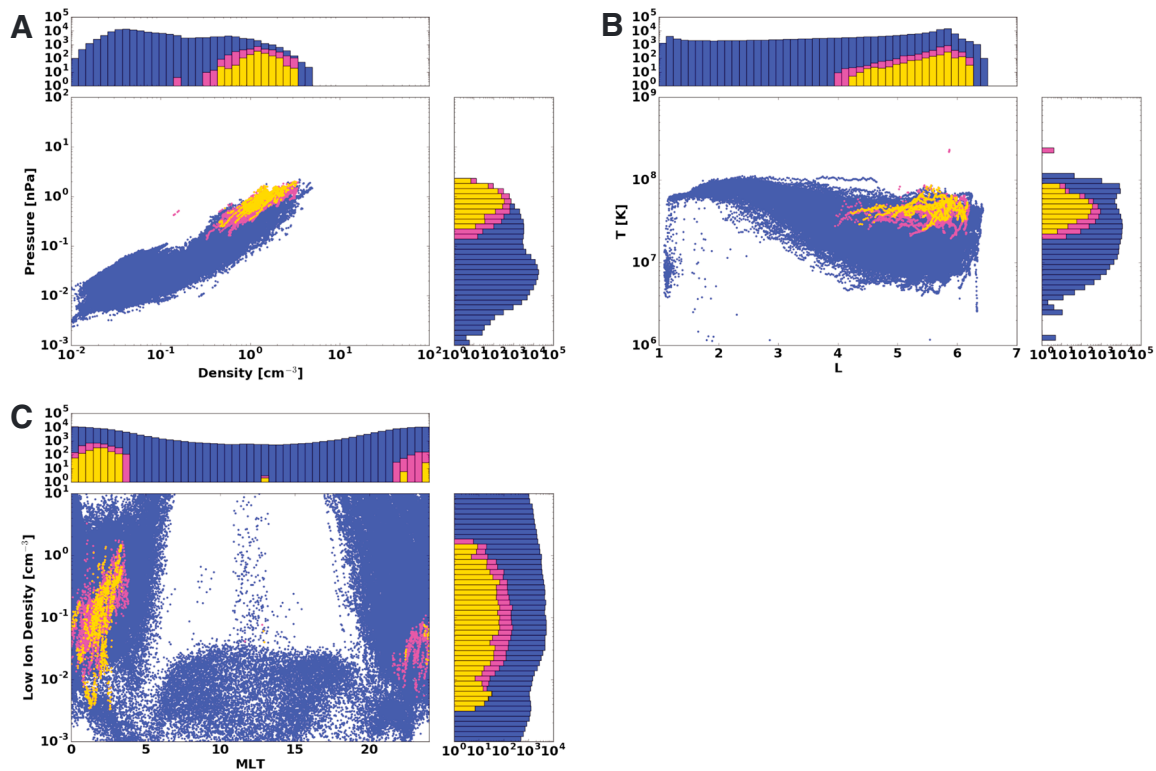 A
10^5
10^4
10^3
10^2
10^1
10^0
10^2
10^1
10^0
10^-1
10^-2
10^-3
Pressure [nPa]
10^-2 10^-1 10^0 10^1 10^2
10^0 10^1 10^2 10^3 10^4 10^5
Density [cm^-3]
B
10^5
10^4
10^3
10^2
10^1
10^0
10^9
10^8
10^7
10^6
T [K]
1 2 3 4 5 6 7
10^0 10^1 10^2 10^3 10^4 10^5
L
C
10^5
10^4
10^3
10^2
10^1
10^0
10^1
10^0
10^-1
10^-2
10^-3
Low Ion Density [cm^-3]
0 5 10 15 20
10^0 10^1 10^2 10^3 10^4
MLT